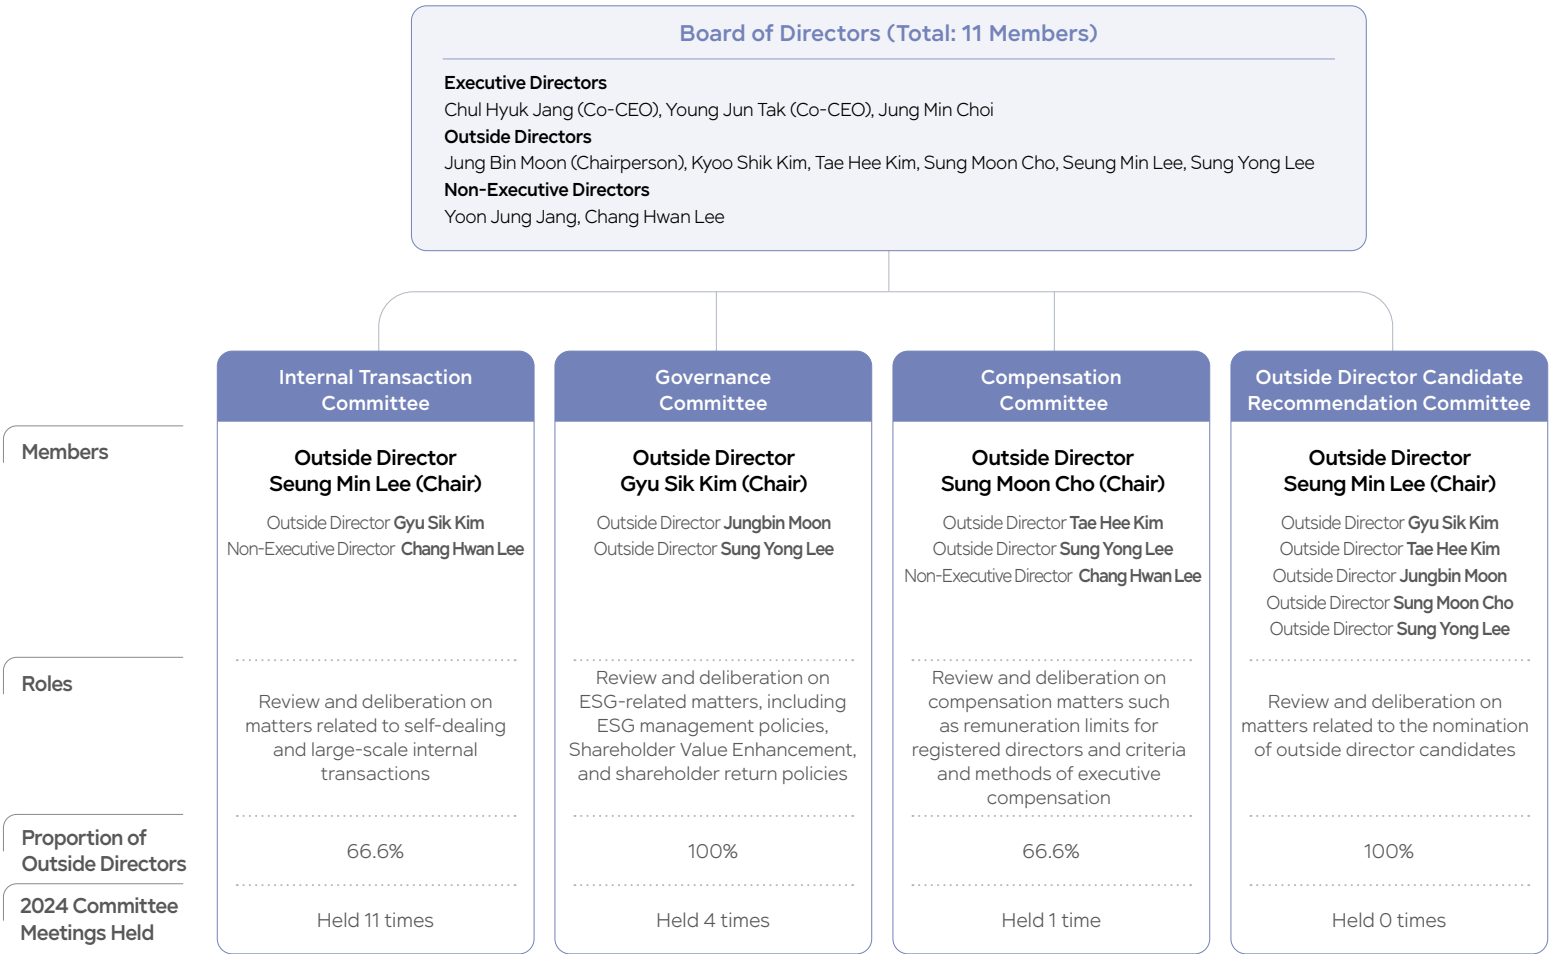 Board of Directors (Total: 11 Members)
Executive Directors
Chul Hyuk Jang (Co-CEO), Young Jun Tak (Co-CEO), Jung Min Choi
Outside Directors
Jung Bin Moon (Chairperson), Kyoo Shik Kim, Tae Hee Kim, Sung Moon Cho, Seung Min Lee, Sung Yong Lee
Non-Executive Directors
Yoon Jung Jang, Chang Hwan Lee
Internal Transaction
Committee
Governance
Committee
Compensation
Committee
Outside Director Candidate
Recommendation Committee
Members
Outside Director
Seung Min Lee (Chair)
Outside Director Gyu Sik Kim
Non-Executive Director Chang Hwan Lee
Outside Director
Gyu Sik Kim (Chair)
Outside Director Jungbin Moon
Outside Director Sung Yong Lee
Outside Director
Sung Moon Cho (Chair)
Outside Director Tae Hee Kim
Outside Director Sung Yong Lee
Non-Executive Director Chang Hwan Lee
Outside Director
Seung Min Lee (Chair)
Outside Director Gyu Sik Kim
Outside Director Tae Hee Kim
Outside Director Jungbin Moon
Outside Director Sung Moon Cho
Outside Director Sung Yong Lee
Roles
Review and deliberation on
matters related to self-dealing
and large-scale internal
transactions
Review and deliberation on
ESG-related matters, including
ESG management policies,
Shareholder Value Enhancement,
and shareholder return policies
Review and deliberation on
compensation matters such
as remuneration limits for
registered directors and criteria
and methods of executive
compensation
Review and deliberation on
matters related to the nomination
of outside director candidates
Proportion of
Outside Directors
66.6%
100%
66.6%
100%
2024 Committee
Meetings Held
Held 11 times
Held 4 times
Held 1 time
Held 0 times